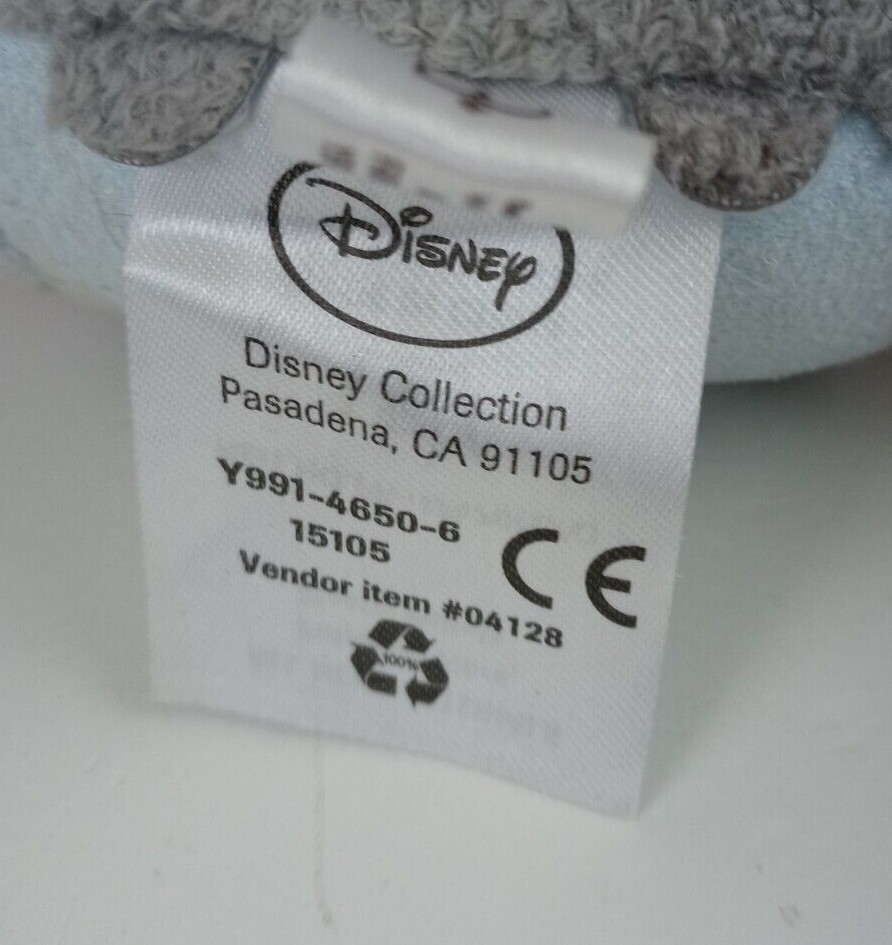 Disney
Disney Collection
Pasadena, CA 91105
Y991-4650-6
15105
CE
Vendor item #04128
100%